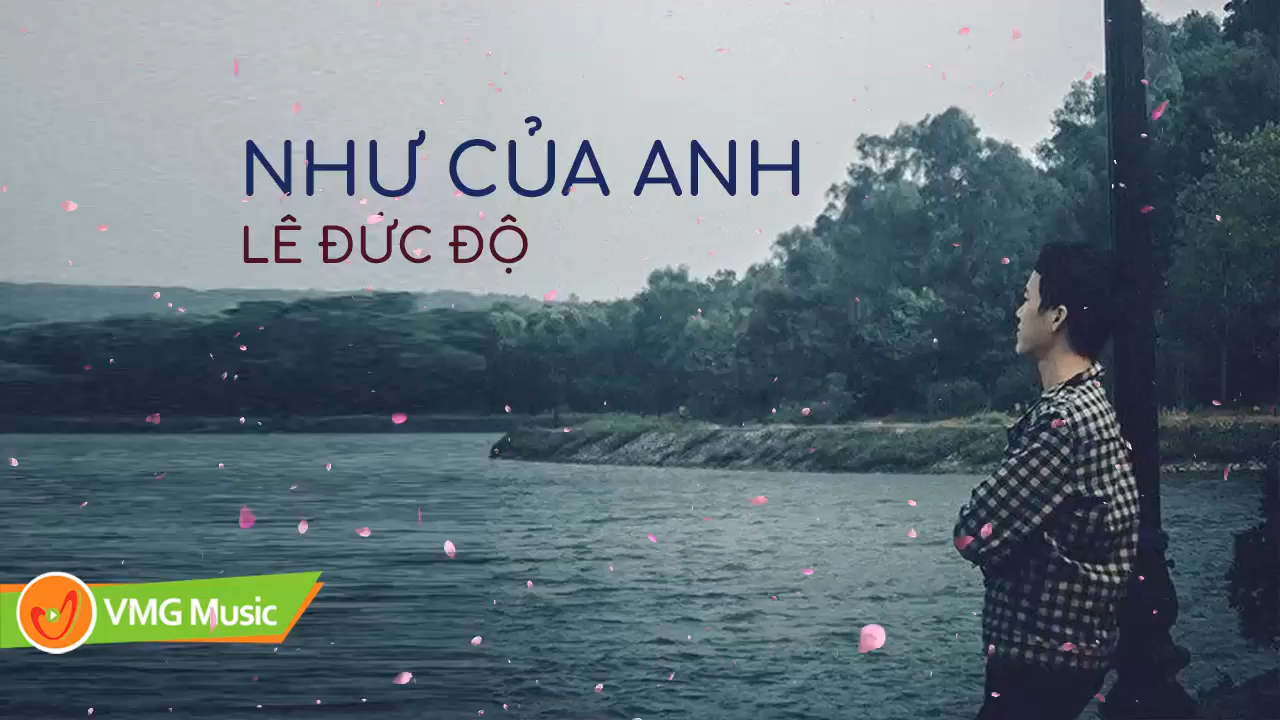 NHƯ CỦA ANH
LÊ ĐỨC ĐỘ
VMG Music